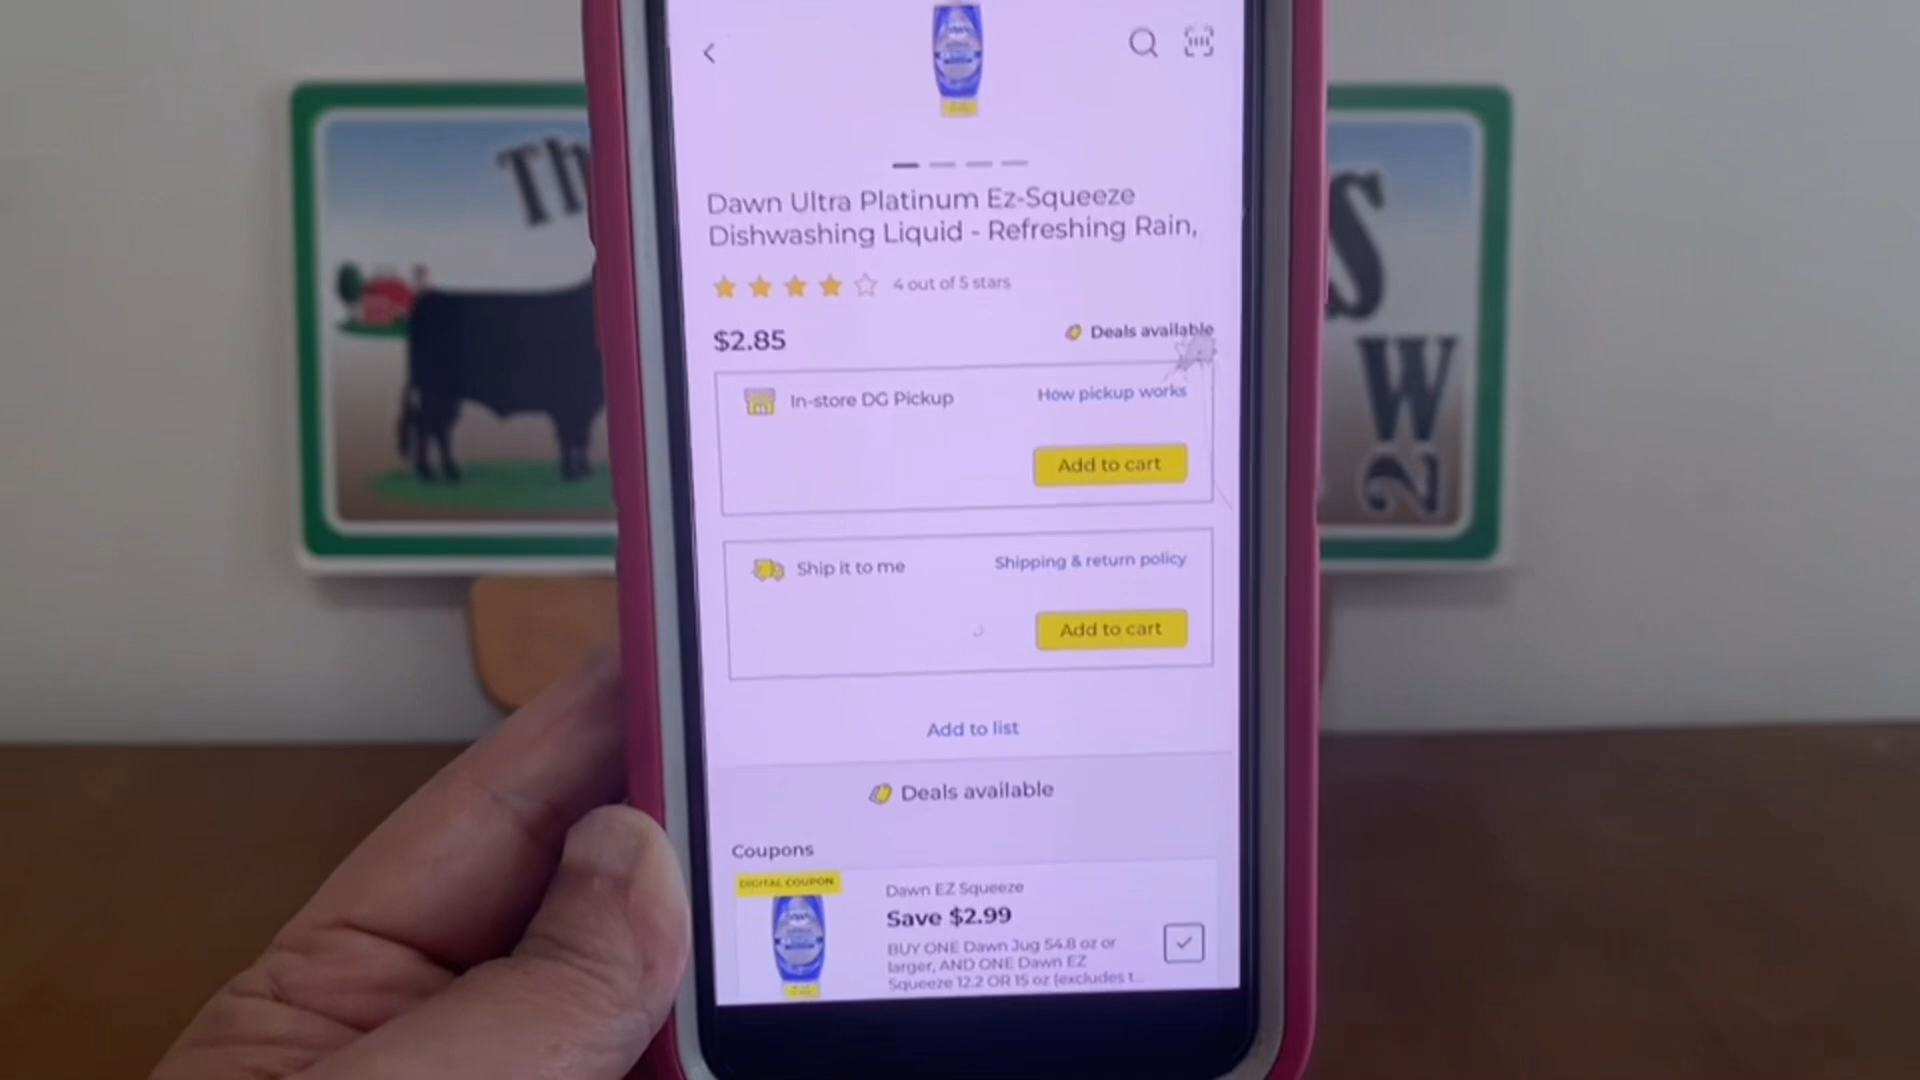 Dawn Ultra Platinum Ez-Squeeze
Dishwashing Liquid - Refreshing Rain,
4 out of 5 stars
$2.85
Deals available
In-store DG Pickup
How pickup works
Add to cart
Ship it to me
Shipping & return policy
Add to cart
Add to list
Deals available
Coupons
DIGITAL COUPON
Dawn EZ Squeeze
Save $2.99
BUY ONE Dawn Jug 54.8 oz or
larger, AND ONE Dawn EZ
Squeeze 12.2 OR 15 oz (excludes t...
Th
S
W
2